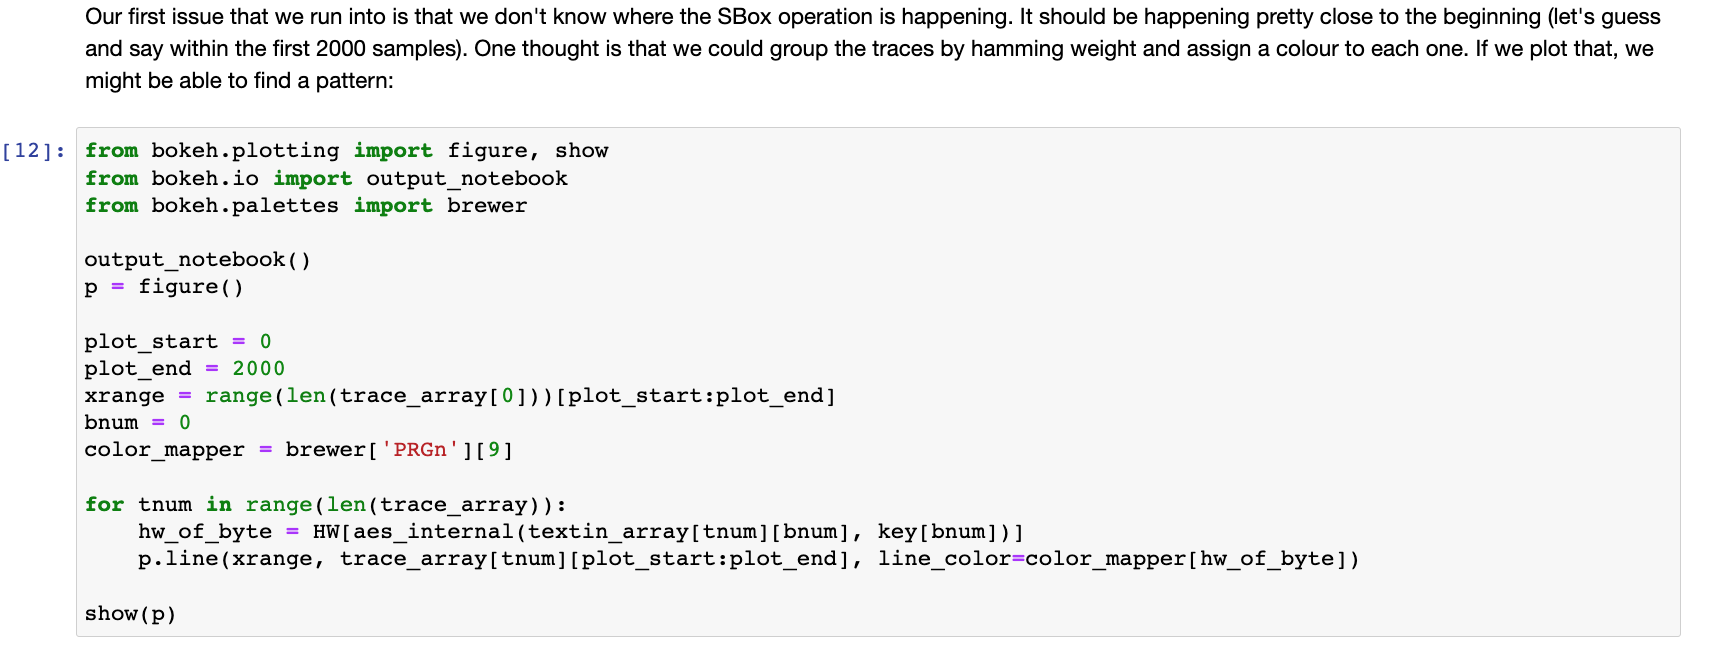 Our first issue that we run into is that we don't know where the SBox operation is happening. It should be happening pretty close to the beginning (let's guess
and say within the first 2000 samples). One thought is that we could group the traces by hamming weight and assign a colour to each one. If we plot that, we
might be able to find a pattern:
[12]: from bokeh.plotting import figure, show
from bokeh.io import output_notebook
from bokeh.palettes import brewer
output_notebook()
p = figure()
plot_start = 0
plot_end = 2000
xrange = range(len(trace_array[0]))[plot_start:plot_end]
bnum = 0
color_mapper = brewer['PRGn'][9]
for tnum in range(len(trace_array)):
    hw_of_byte = HW[aes_internal(textin_array[tnum][bnum], key[bnum])]
    p.line(xrange, trace_array[tnum][plot_start:plot_end], line_color=color_mapper[hw_of_byte])
show(p)